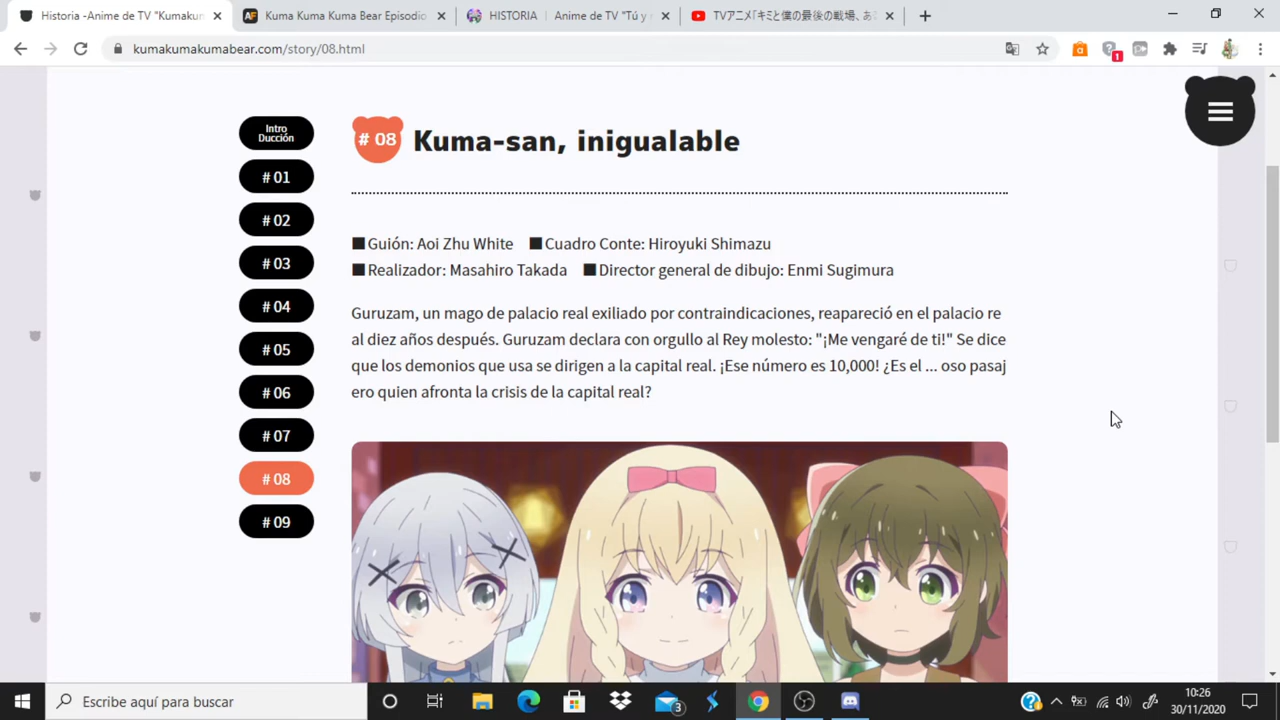 Historia -Anime de TV "Kumakum
Kuma Kuma Kuma Bear Episodio
HISTORIA | Anime de TV "Tú y
TVアニメ「キミと僕の最後の戦場、ある
kumakumakumabear.com/story/08.html
1
Intro
Ducción
# 01
# 02
# 03
# 04
# 05
# 06
# 07
# 08
# 09
# 08 Kuma-san, inigualable
■Guión: Aoi Zhu White ■Cuadro Conte: Hiroyuki Shimazu
■Realizador: Masahiro Takada ■Director general de dibujo: Enmi Sugimura
Guruzam, un mago de palacio real exiliado por contraindicaciones, reapareció en el palacio re
al diez años después. Guruzam declara con orgullo al Rey molesto: "¡Me vengaré de ti!" Se dice
que los demonios que usa se dirigen a la capital real. ¡Ese número es 10,000! ¿Es el ... oso pasaj
ero quien afronta la crisis de la capital real?
Escribe aquí para buscar
3
10:26
30/11/2020